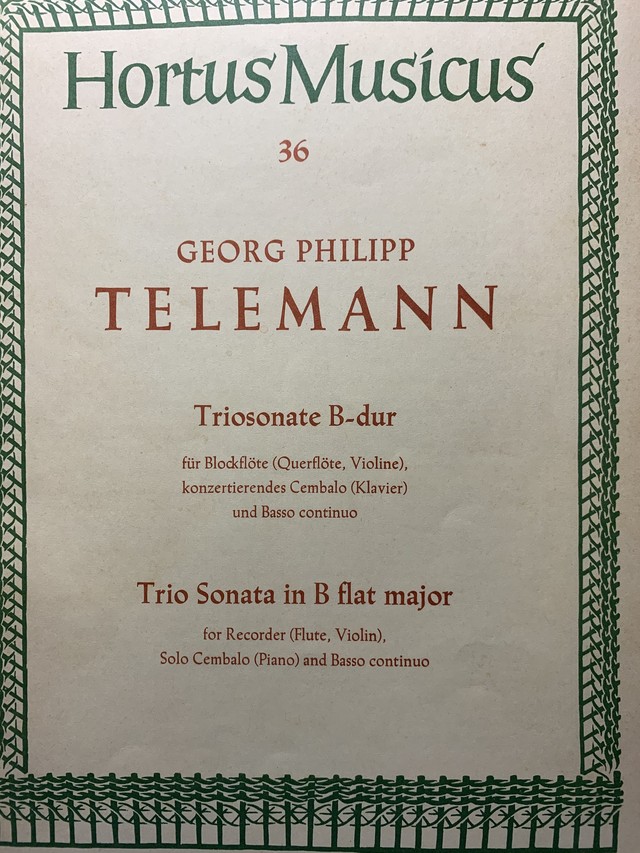 Hortus Musicus
36
GEORG PHILIPP
TELEMANN
Triosonate B-dur
für Blockflöte (Querflöte, Violine),
konzertierendes Cembalo (Klavier)
und Basso continuo
Trio Sonata in B flat major
for Recorder (Flute, Violin),
Solo Cembalo (Piano) and Basso continuo